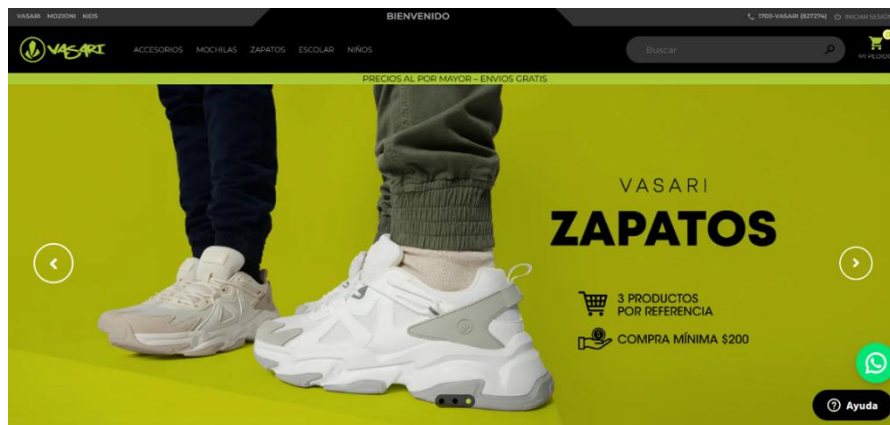 VASARI MOZIONI KIDS
BIENVENIDO
1700-VASARI (827274) INICIAR SESIÓN
VASARI
ACCESORIOS MOCHILAS ZAPATOS ESCOLAR NIÑOS
Buscar
MI PEDIDO
PRECIOS AL POR MAYOR – ENVIOS GRATIS
VASARI
ZAPATOS
3 PRODUCTOS
POR REFERENCIA
COMPRA MÍNIMA $200
Ayuda